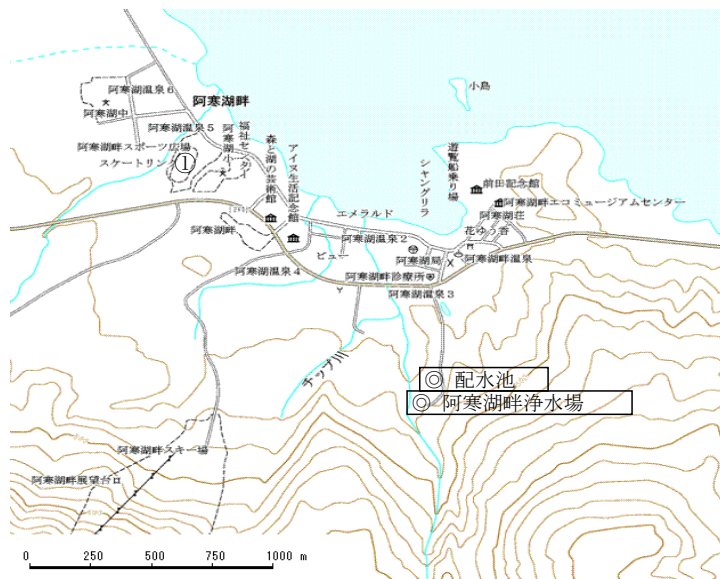 小島
阿寒湖温泉6
阿寒湖畔
阿寒湖中
阿寒湖温泉5
福祉センター
阿寒湖小
阿寒湖畔スポーツ広場
スケートリン
①
森と湖の芸術館
アイヌ生活記念館
遊覧船乗り場
シャングリラ
前田記念館
阿寒湖畔エコミュージアムセンター
阿寒湖荘
エメラルド
花ゆう香
阿寒湖畔
阿寒湖温泉2
ビュー
阿寒湖局
阿寒湖畔温泉
阿寒湖温泉4
阿寒湖畔診療所
阿寒湖温泉3
チップ川
◎ 配水池
◎ 阿寒湖畔浄水場
阿寒湖畔スキー場
阿寒湖畔展望台
0 250 500 750 1000 m